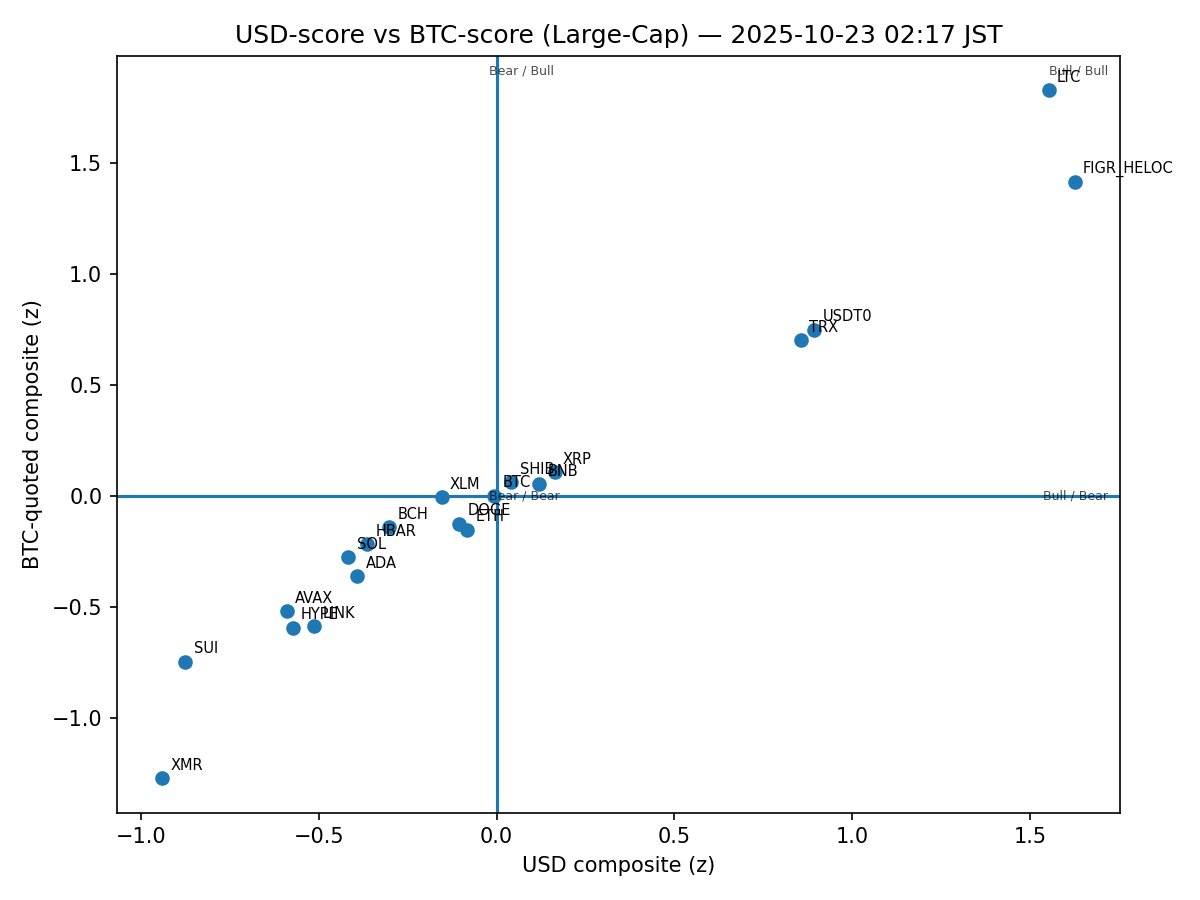 USD-score vs BTC-score (Large-Cap) — 2025-10-23 02:17 JST
Bear / Bull
Bull / Bull
LTC
FIGR_HELOC
USDT0
TRX
XRP
SHIB
BNB
BTC
XLM
Bear / Bear
Bull / Bear
DOGE
ETH
BCH
HBAR
SOL
ADA
AVAX
HYPE
LINK
SUI
XMR
1.5
1.0
0.5
0.0
−0.5
−1.0
BTC-quoted composite (z)
−1.0
−0.5
0.0
0.5
1.0
1.5
USD composite (z)